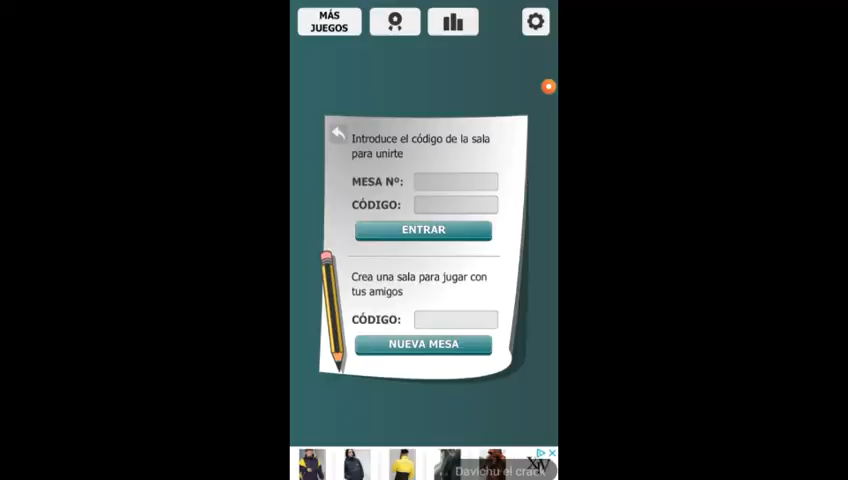 MÁS
JUEGOS
Introduce el código de la sala
para unirte
MESA Nº:
CÓDIGO:
ENTRAR
Crea una sala para jugar con
tus amigos
CÓDIGO:
NUEVA MESA
Davichu el crack